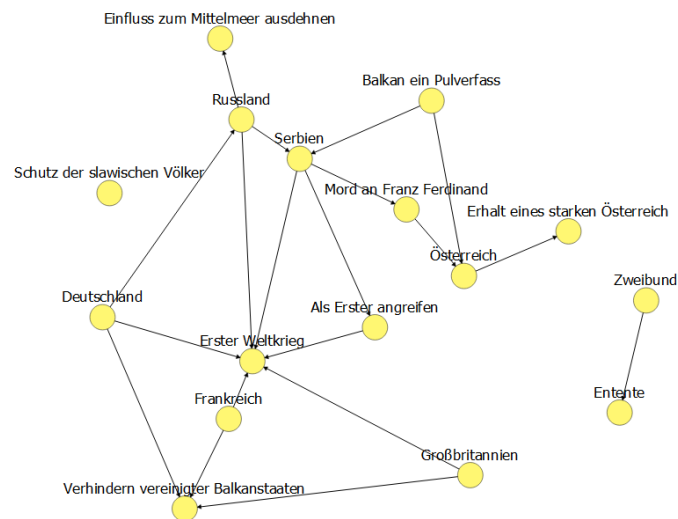 Einfluss zum Mittelmeer ausdehnen
Balkan ein Pulverfass
Russland
Serbien
Schutz der slawischen Völker
Mord an Franz Ferdinand
Erhalt eines starken Österreich
Österreich
Zweibund
Deutschland
Als Erster angreifen
Erster Weltkrieg
Entente
Frankreich
Großbritannien
Verhindern vereinigter Balkanstaaten